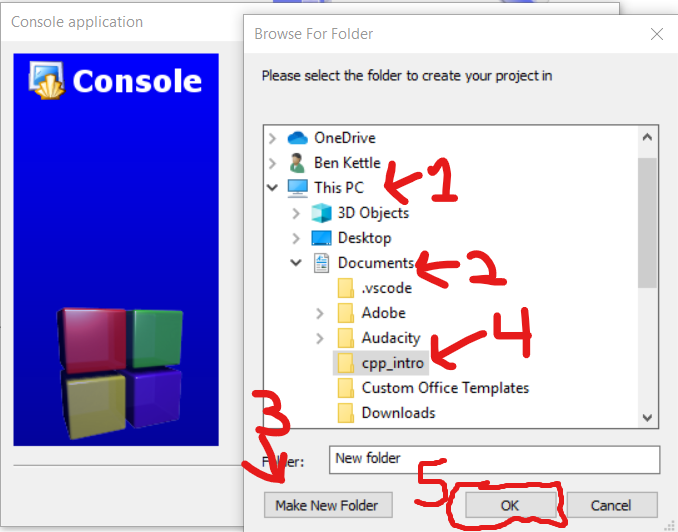 Console application
Console
Browse For Folder
Please select the folder to create your project in
OneDrive
Ben Kettle
This PC 1
3D Objects
Desktop
Documents 2
.vscode
Adobe
Audacity 4
cpp_intro
Custom Office Templates
Downloads
3
Folder: New folder
Make New Folder 5 OK Cancel